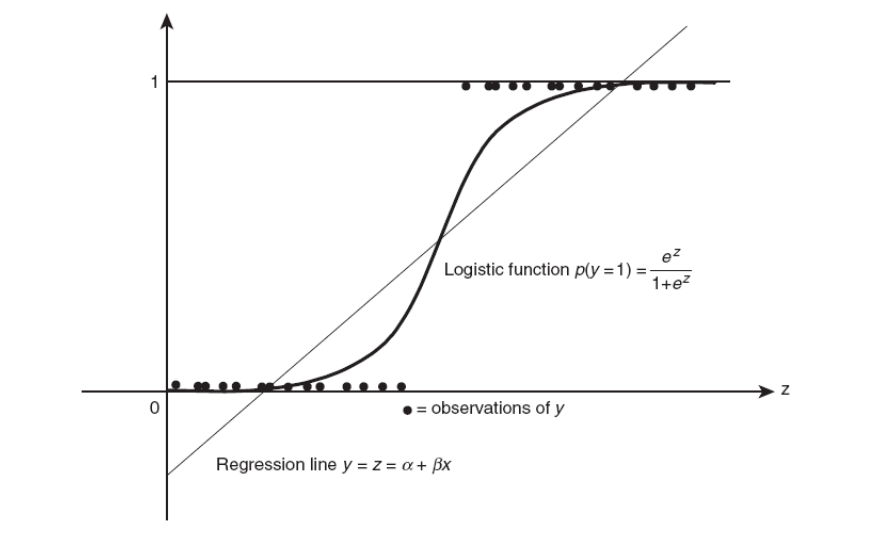 1
Logistic function p(y = 1) = e^z / 1+e^z
z
0
● = observations of y
Regression line y = z = α + βx